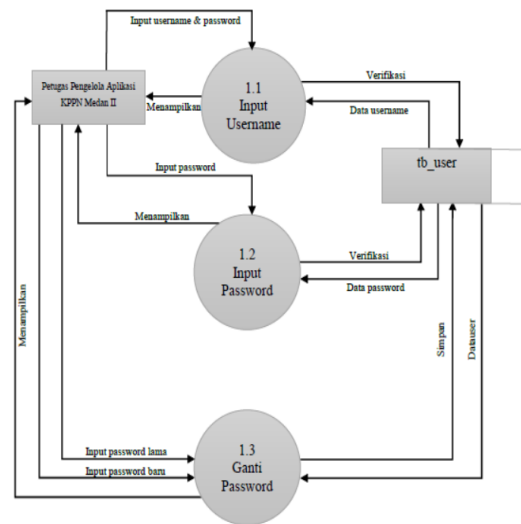 Input username & password
Petugas Pengelola Aplikasi
KPPN Medan II
Menampilkan
1.1
Input
Username
Verifikasi
Data username
tb_user
Input password
Menampilkan
1.2
Input
Password
Verifikasi
Data password
Menampilkan
Simpan
Datauser
Input password lama
Input password baru
1.3
Ganti
Password